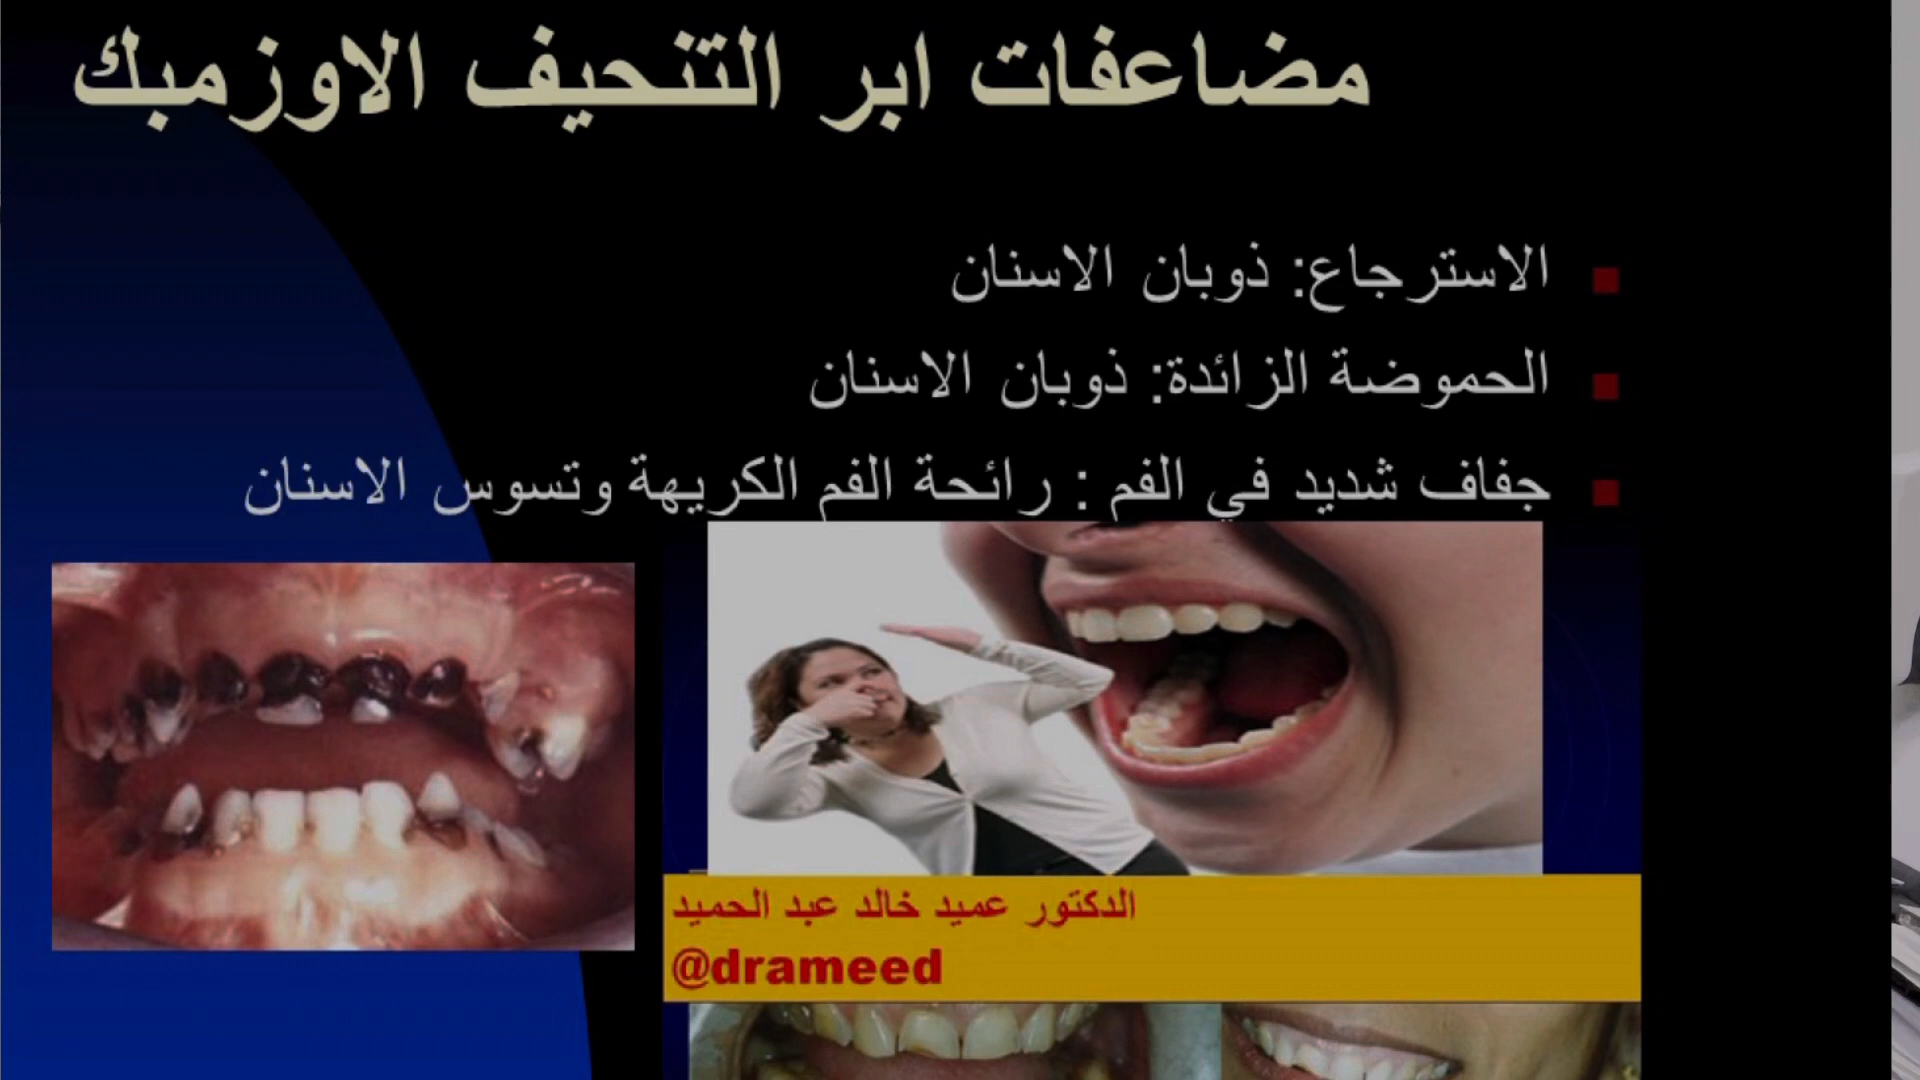 مضاعفات ابر التنحيف الاوزمبك
الاسترجاع: ذوبان الاسنان
الحموضة الزائدة: ذوبان الاسنان
جفاف شديد في الفم : رائحة الفم الكريهة وتسوس الاسنان
الدكتور عميد خالد عبد الحميد
@drameed